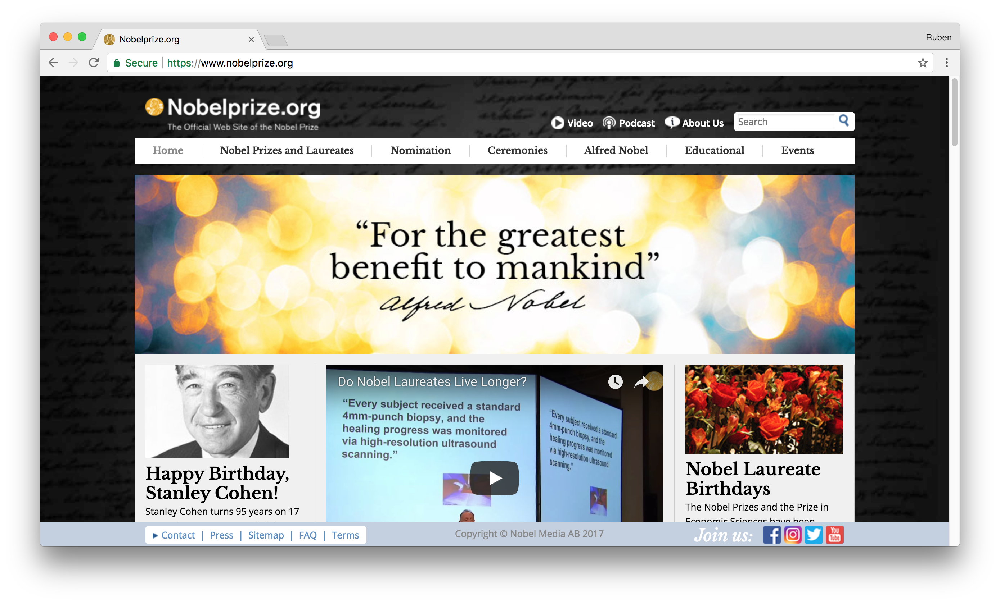 Nobelprize.org
Ruben
Secure https://www.nobelprize.org
Nobelprize.org
The Official Web Site of the Nobel Prize
Video Podcast About Us Search
Home Nobel Prizes and Laureates Nomination Ceremonies Alfred Nobel Educational Events
“For the greatest
benefit to mankind”
Alfred Nobel
Do Nobel Laureates Live Longer?
“Every subject received a standard
4mm-punch biopsy, and the
healing progress was monitored
via high-resolution ultrasound
scanning.”
“Every subject received a standard
4mm-punch biopsy, and the
healing progress was monitored
via high-resolution ultrasound
scanning.”
Happy Birthday,
Stanley Cohen!
Stanley Cohen turns 95 years on 17
Nobel Laureate
Birthdays
The Nobel Prizes and the Prize in
Economic Sciences have been
Contact | Press | Sitemap | FAQ | Terms
Copyright © Nobel Media AB 2017
Join us:
You
Tube